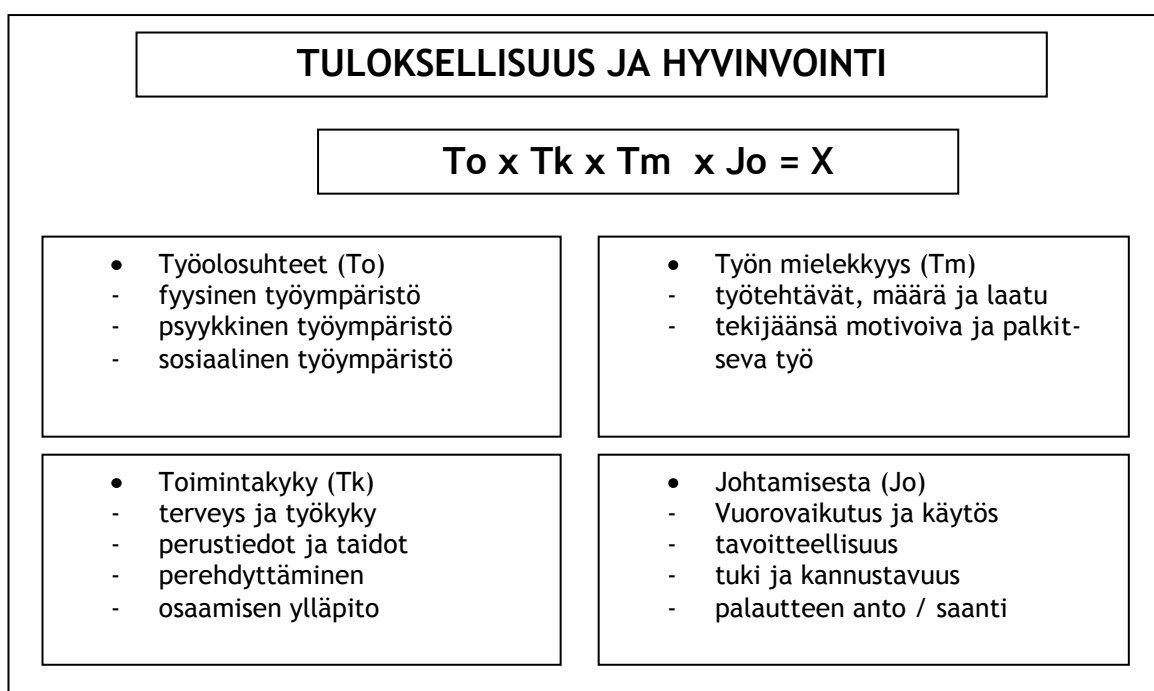 TULOKSELLISUUS JA HYVINVOINTI
To x Tk x Tm x Jo = X
• Työolosuhteet (To)
- fyysinen työympäristö
- psyykkinen työympäristö
- sosiaalinen työympäristö
• Työn mielekkyys (Tm)
- työtehtävät, määrä ja laatu
- tekijäänsä motivoiva ja palkit-
seva työ
• Toimintakyky (Tk)
- terveys ja työkyky
- perustiedot ja taidot
- perehdyttäminen
- osaamisen ylläpito
• Johtamisesta (Jo)
- Vuorovaikutus ja käytös
- tavoitteellisuus
- tuki ja kannustavuus
- palautteen anto / saanti